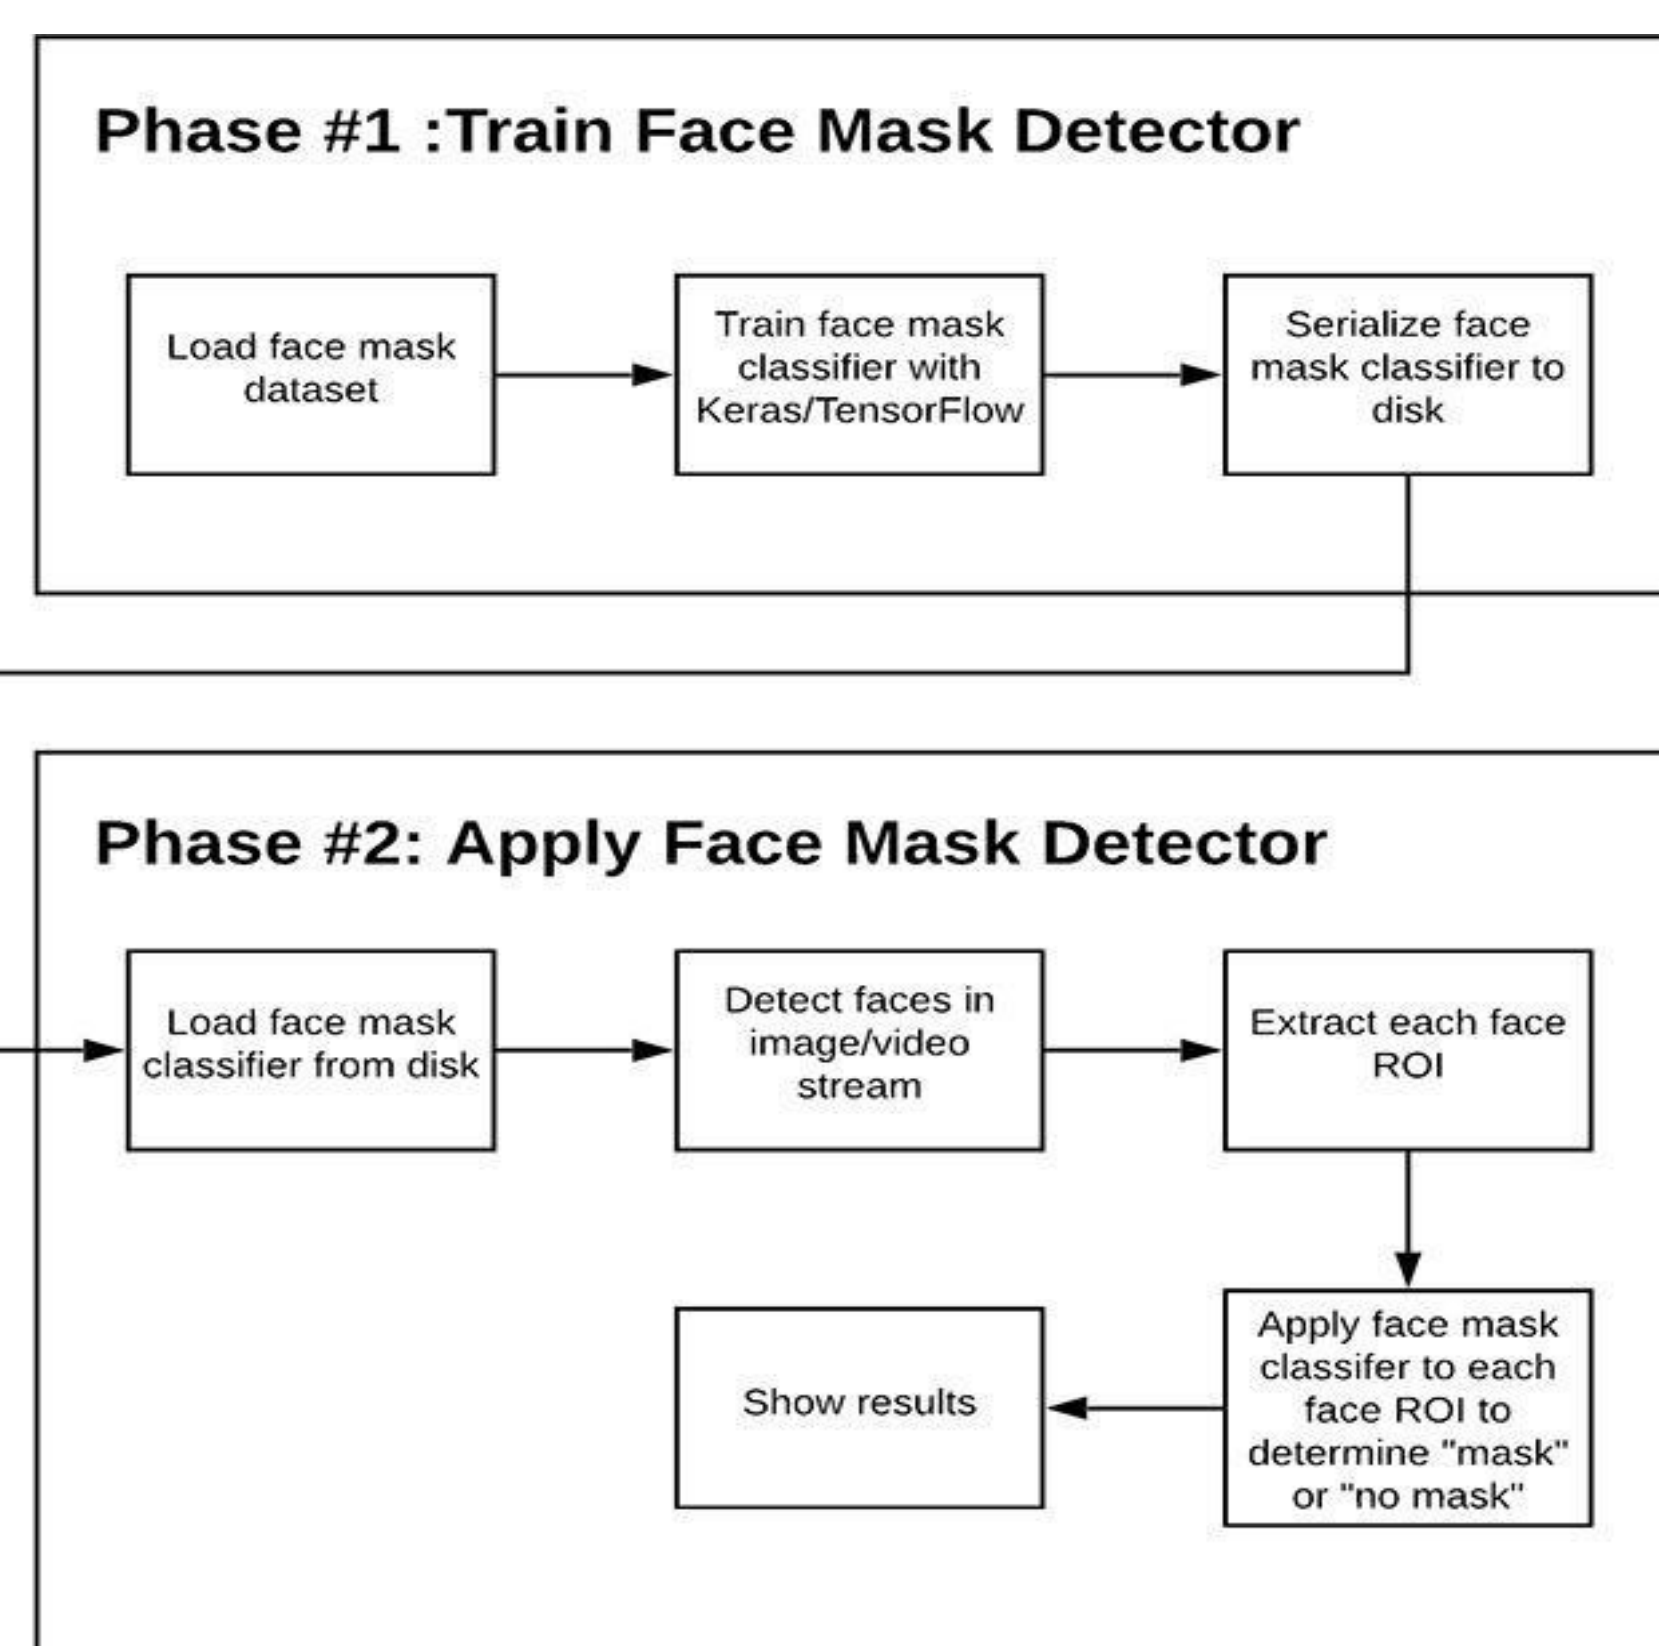 Phase #1 :Train Face Mask Detector
Load face mask
dataset
Train face mask
classifier with
Keras/TensorFlow
Serialize face
mask classifier to
disk
Phase #2: Apply Face Mask Detector
Load face mask
classifier from disk
Detect faces in
image/video
stream
Extract each face
ROI
Apply face mask
classifer to each
face ROI to
determine "mask"
or "no mask"
Show results